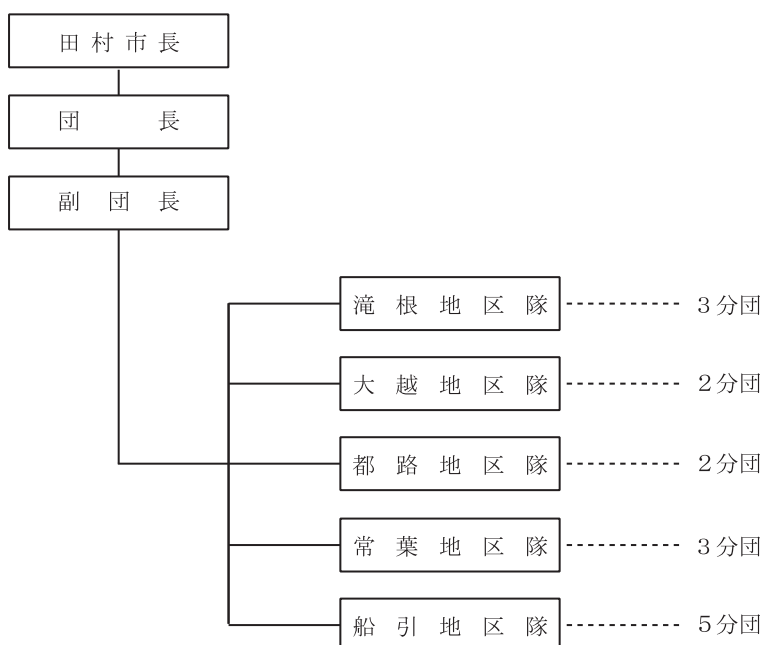 田村市長
団長
副団長
滝根地区隊 3分団
大越地区隊 2分団
都路地区隊 2分団
常葉地区隊 3分団
船引地区隊 5分団